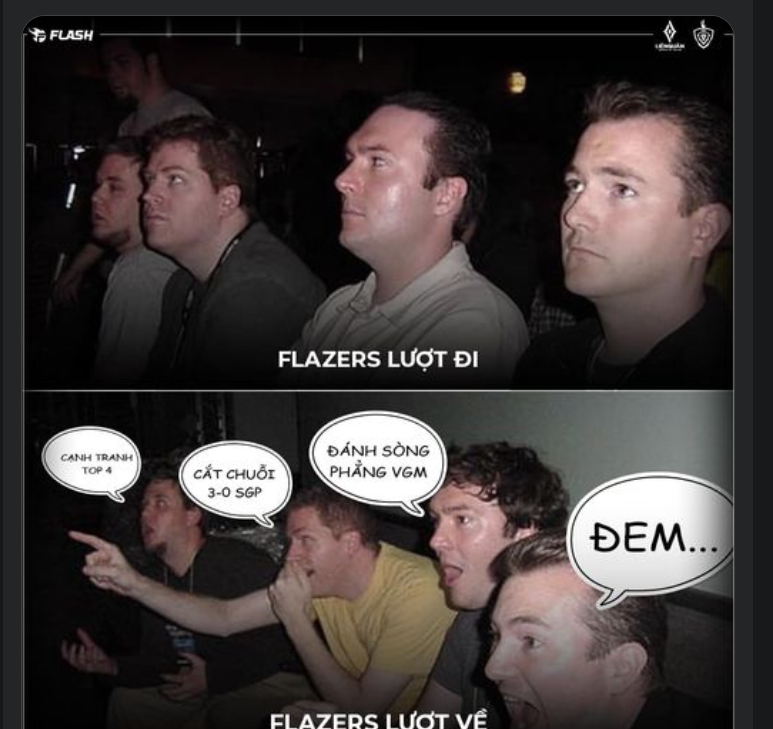 FLASH
LIÊNQUÂN
FLAZERS LƯỢT ĐI
CẠNH TRANH
TOP 4
CẮT CHUỖI
3-0 SGP
ĐÁNH SÒNG
PHẲNG VGM
ĐEM...
FLAZERS LƯỢT VỀ